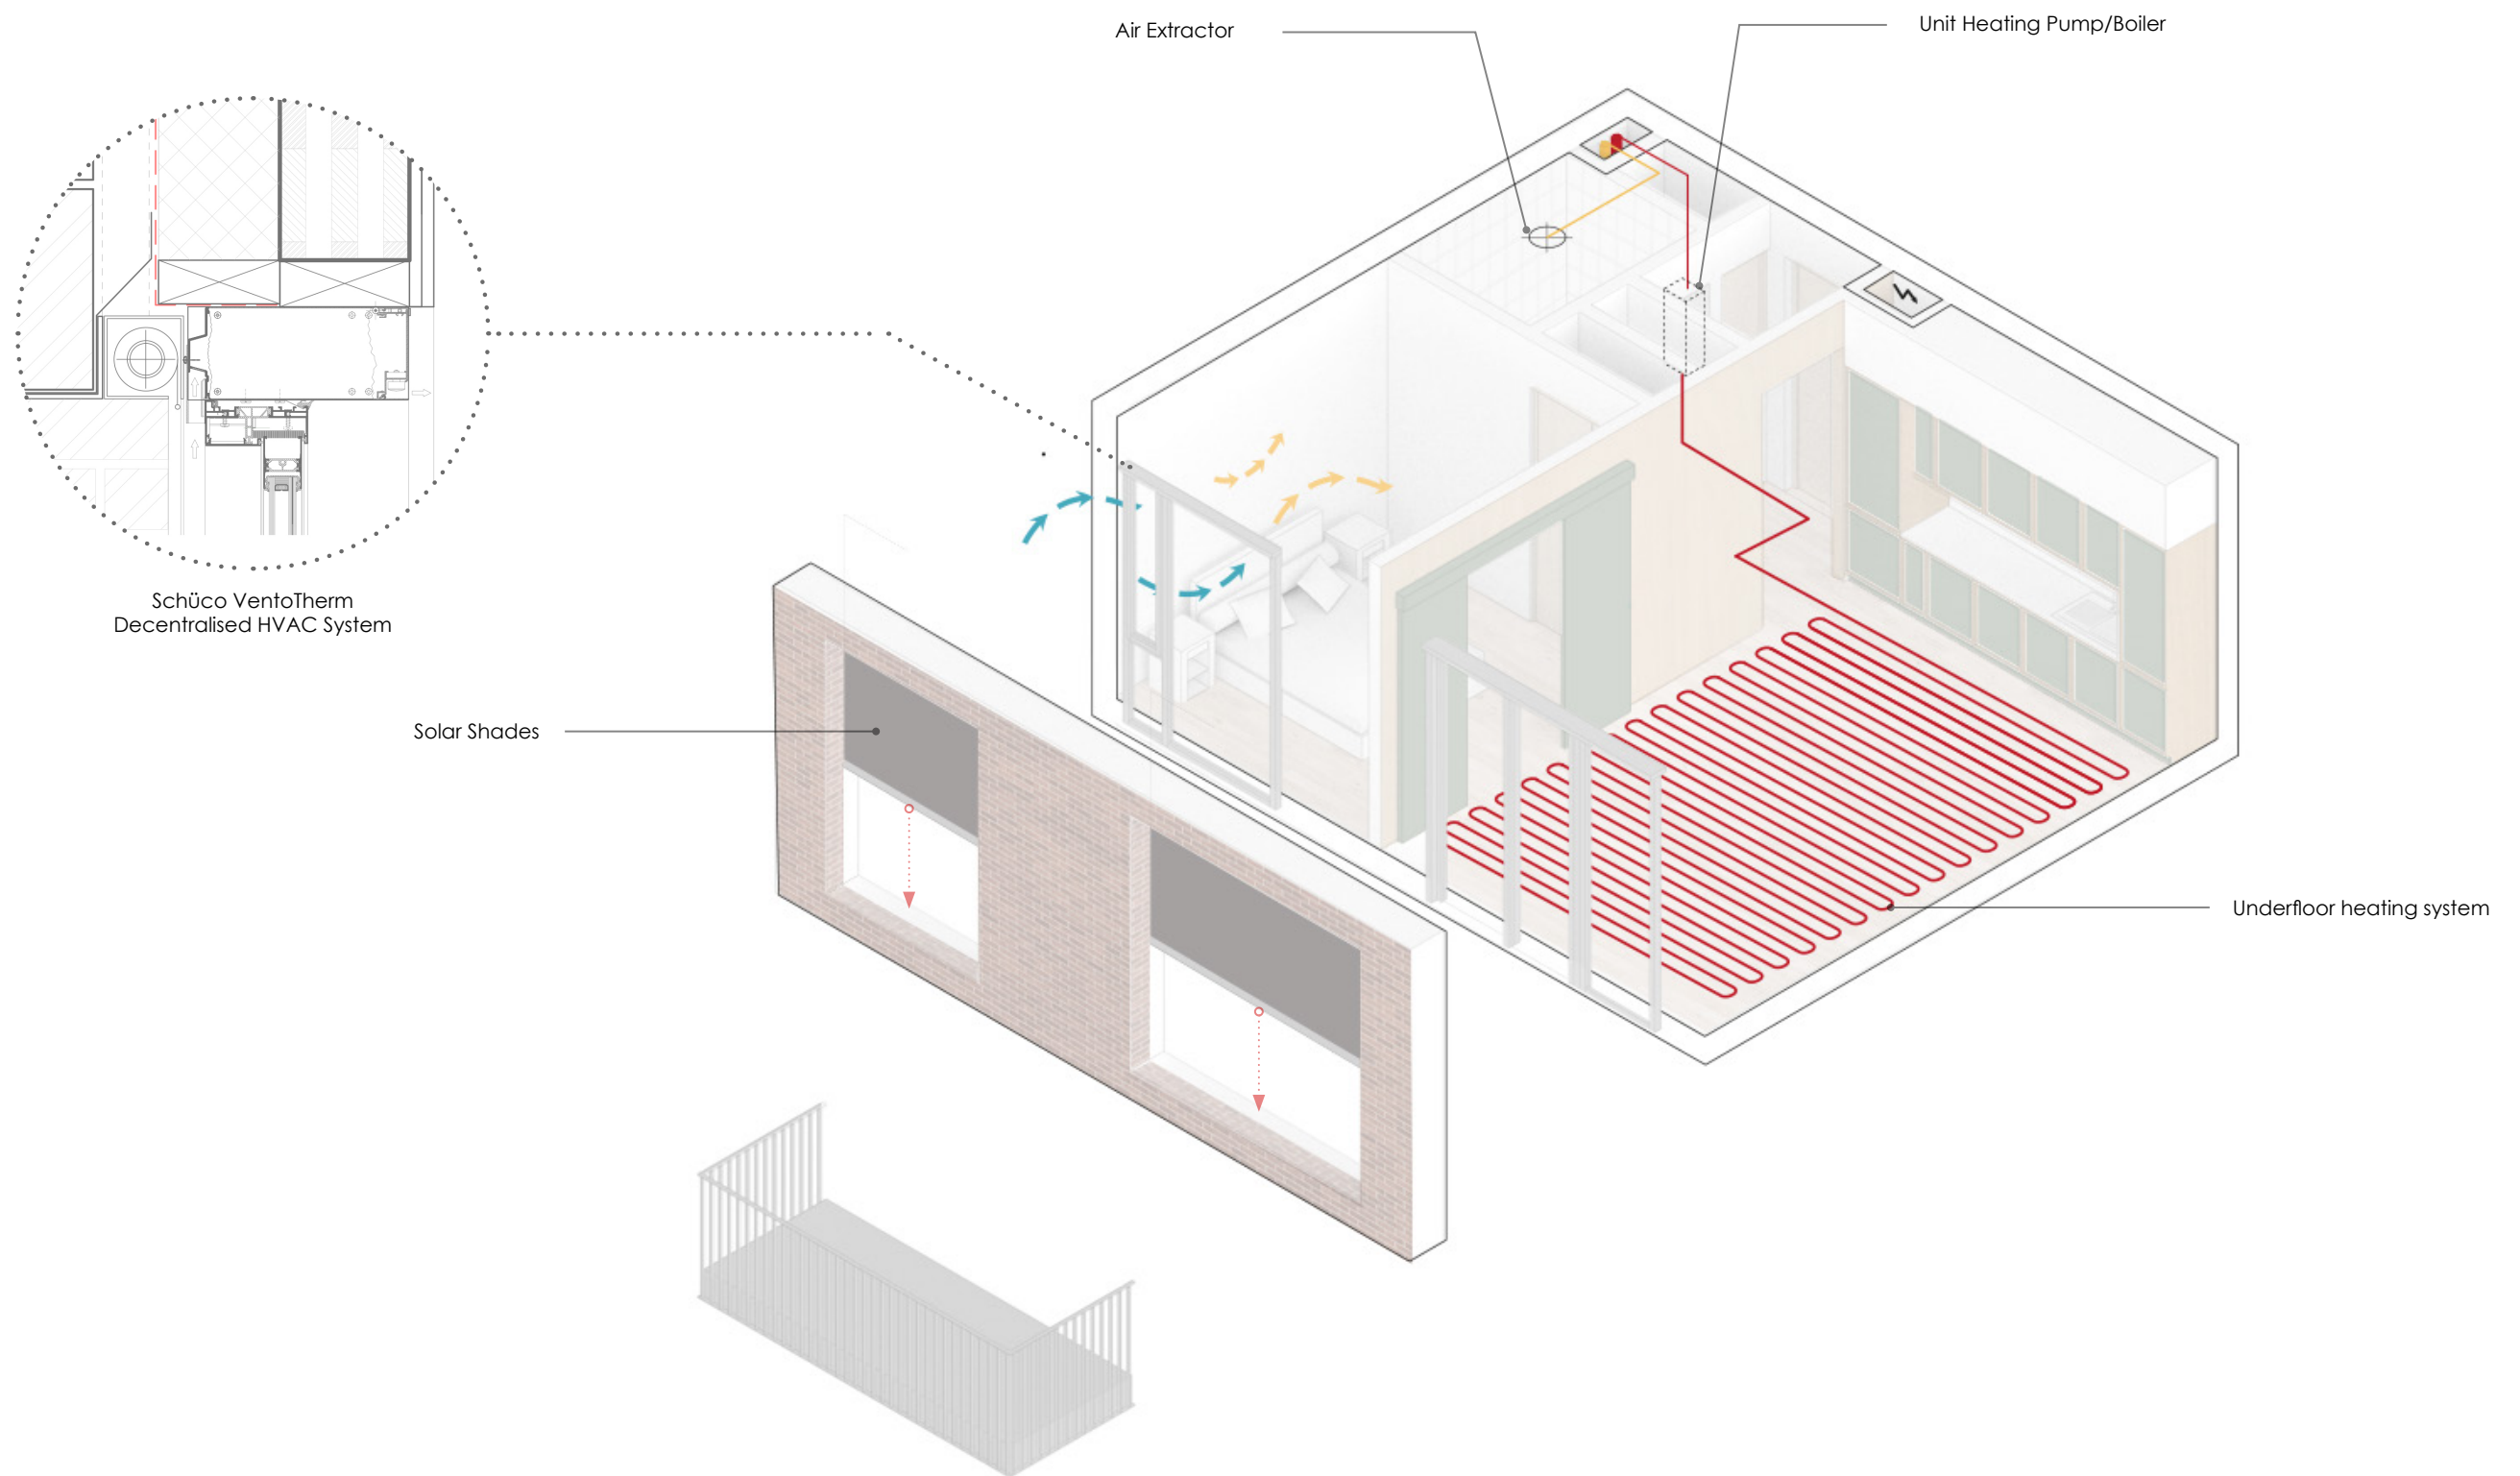 Air Extractor
Unit Heating Pump/Boiler
Schüco VentoTherm
Decentralised HVAC System
Solar Shades
Underfloor heating system